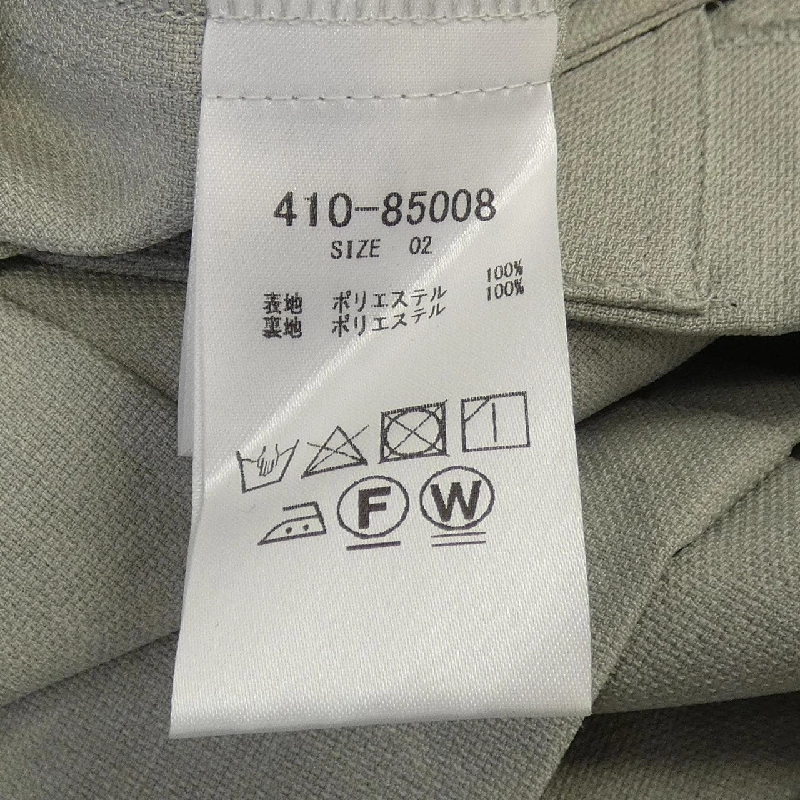 410-85008
SIZE 02
表地 ポリエステル 100%
裏地 ポリエステル 100%
F
W